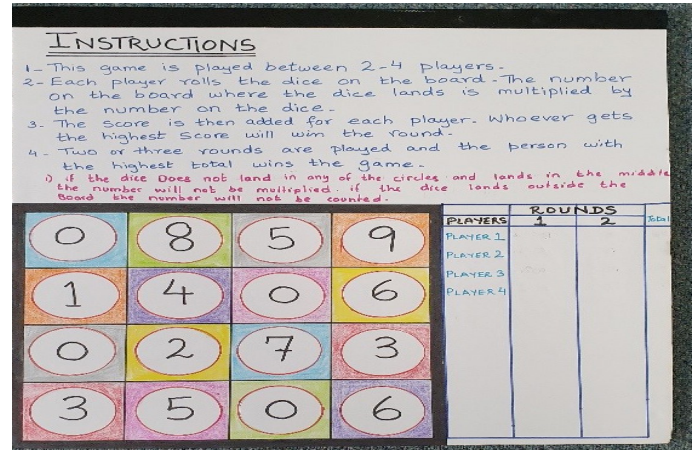 INSTRUCTIONS
1- This game is played between 2-4 players.
2- Each player rolls the dice on the board. The number
on the board where the dice lands is multiplied by
the number on the dice.
3- The Score is then added for each player. Whoever gets
the highest Score will win the round.
4- Two or three rounds are played and the person with
the highest total wins the game.
i) if the dice Does not land in any of the circles and lands in the middle
the number will not be multiplied. if the dice lands outside the
Board the number will not be counted.
0 8 5 9
1 4 0 6
0 2 7 3
3 5 0 6
ROUNDS
PLAYERS 1 2 Total
PLAYER 1
PLAYER 2
PLAYER 3
PLAYER 4